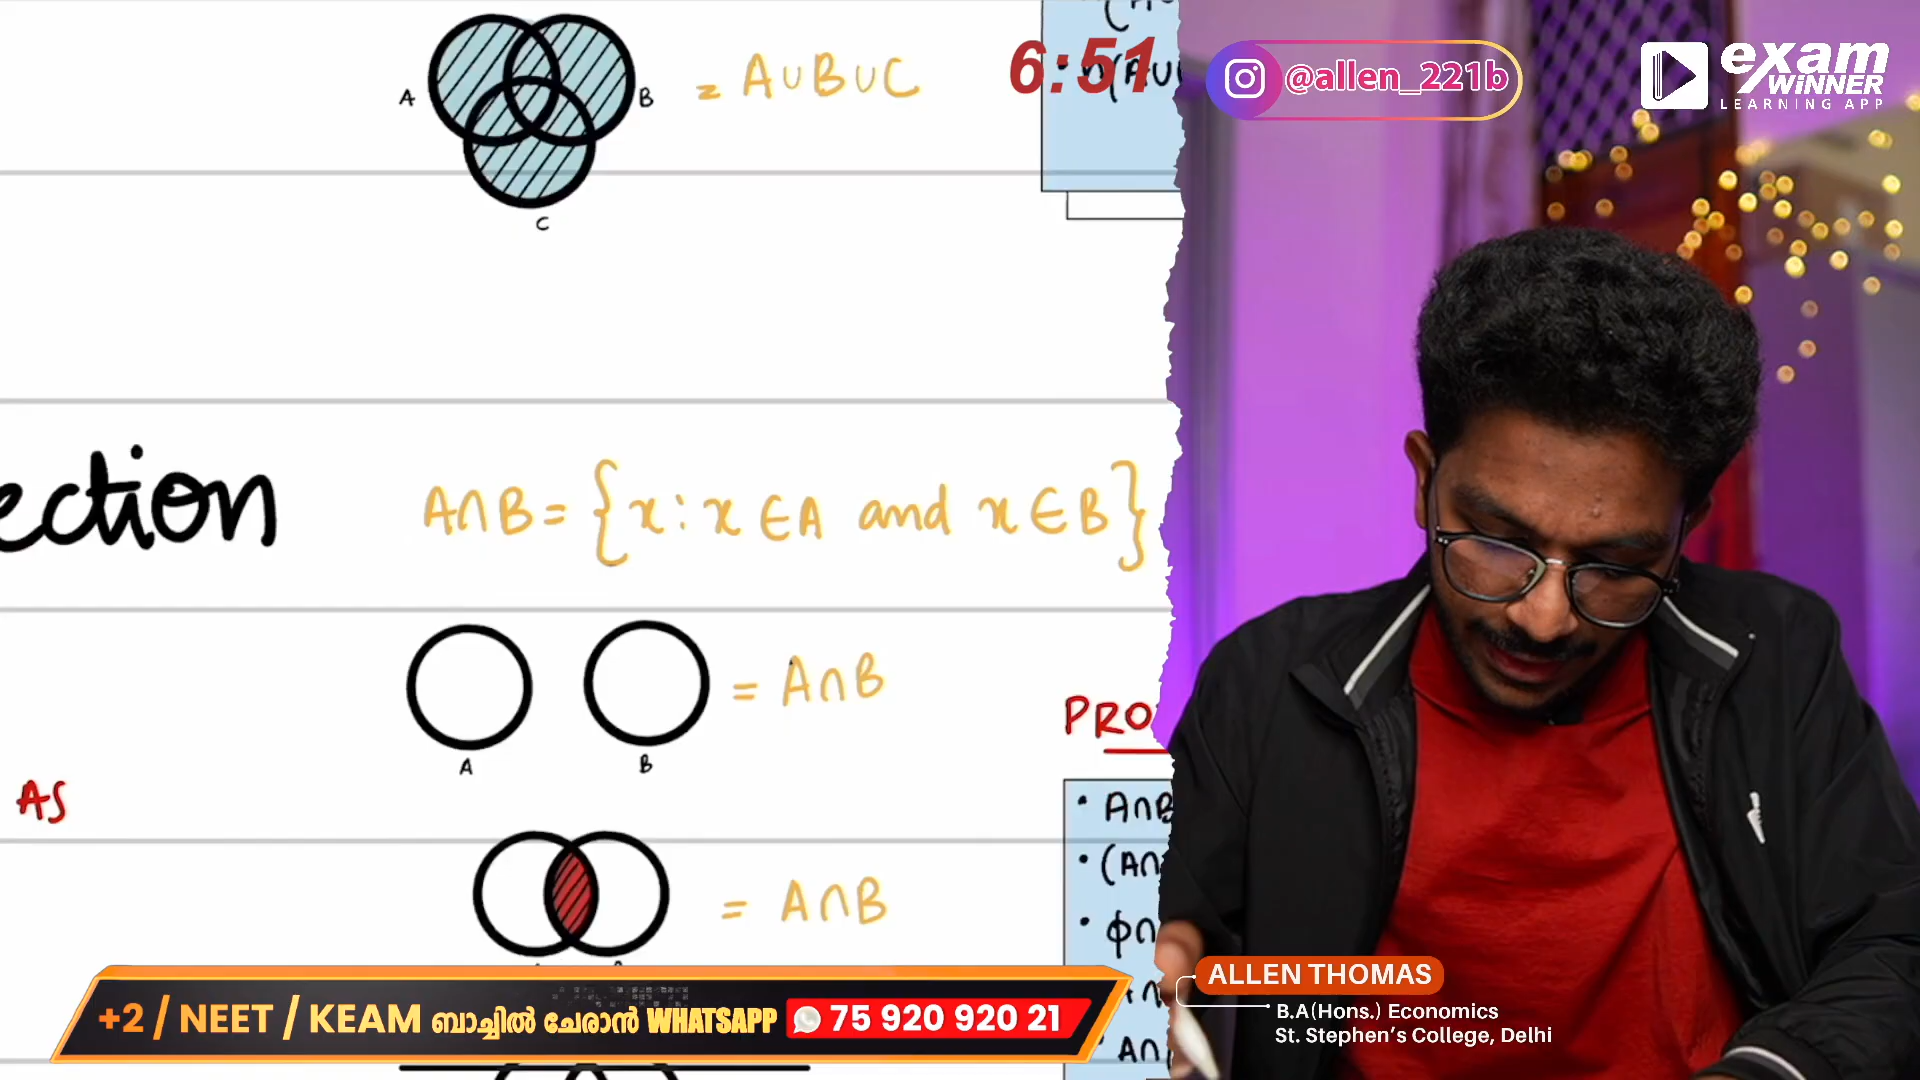 A
B
C
= A∪B∪C
6:51
@allen_221b
exam
WINNER
LEARNING APP
ection
A∩B = {x : x ∈ A and x ∈ B}
A
B
= A∩B
PRO
AS
• A∩B
• (A∩
• φ∩
= A∩B
A∩
+2 / NEET / KEAM ബാച്ചിൽ ചേരാൻ WHATSAPP 75 920 920 21
ALLEN THOMAS
B.A(Hons.) Economics
St. Stephen's College, Delhi